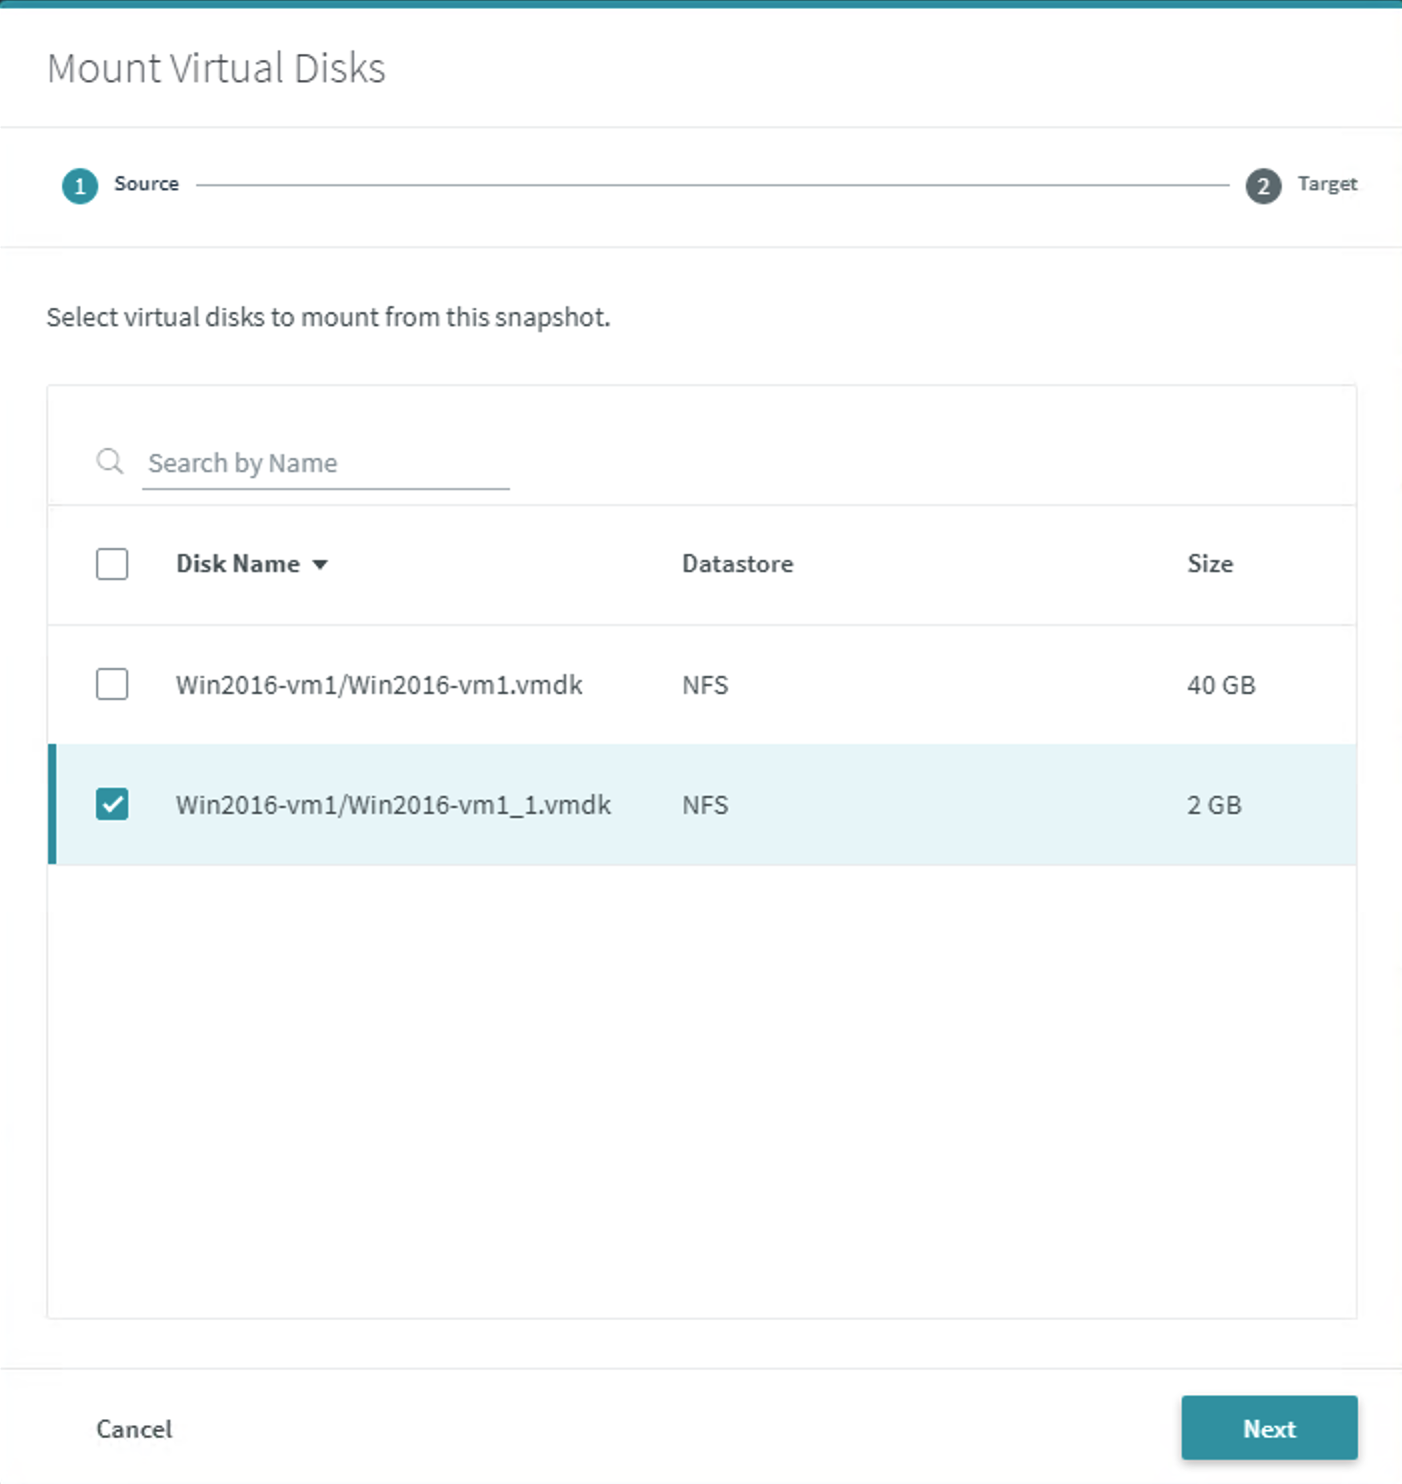 Mount Virtual Disks
1 Source 2 Target
Select virtual disks to mount from this snapshot.
Search by Name
Disk Name Datastore Size
Win2016-vm1/Win2016-vm1.vmdk NFS 40 GB
Win2016-vm1/Win2016-vm1_1.vmdk NFS 2 GB
Cancel Next